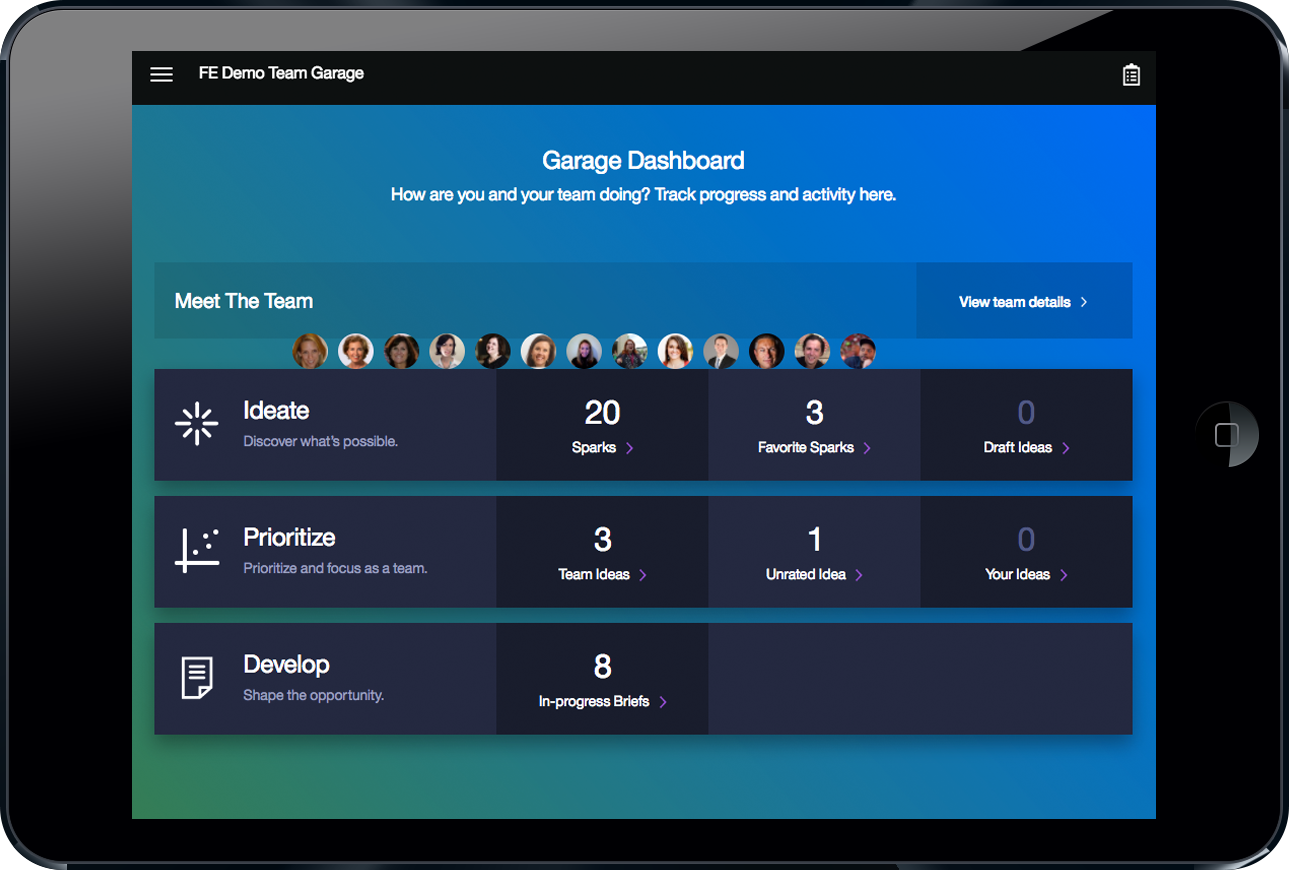 FE Demo Team Garage
Garage Dashboard
How are you and your team doing? Track progress and activity here.
Meet The Team
View team details
Ideate
Discover what's possible.
20
Sparks
3
Favorite Sparks
0
Draft Ideas
Prioritize
Prioritize and focus as a team.
3
Team Ideas
1
Unrated Idea
0
Your Ideas
Develop
Shape the opportunity.
8
In-progress Briefs